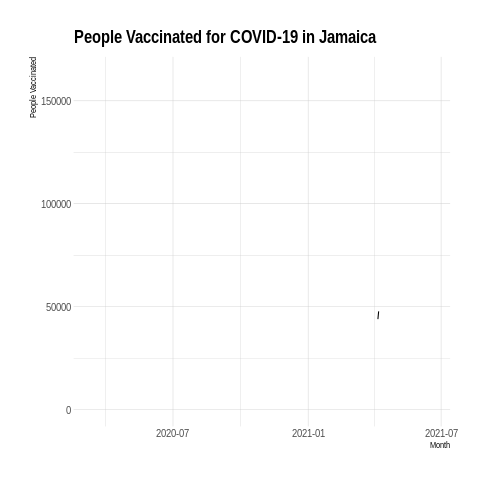 People Vaccinated for COVID-19 in Jamaica
People Vaccinated
150000
100000
50000
0
2020-07
2021-01
2021-07
Month